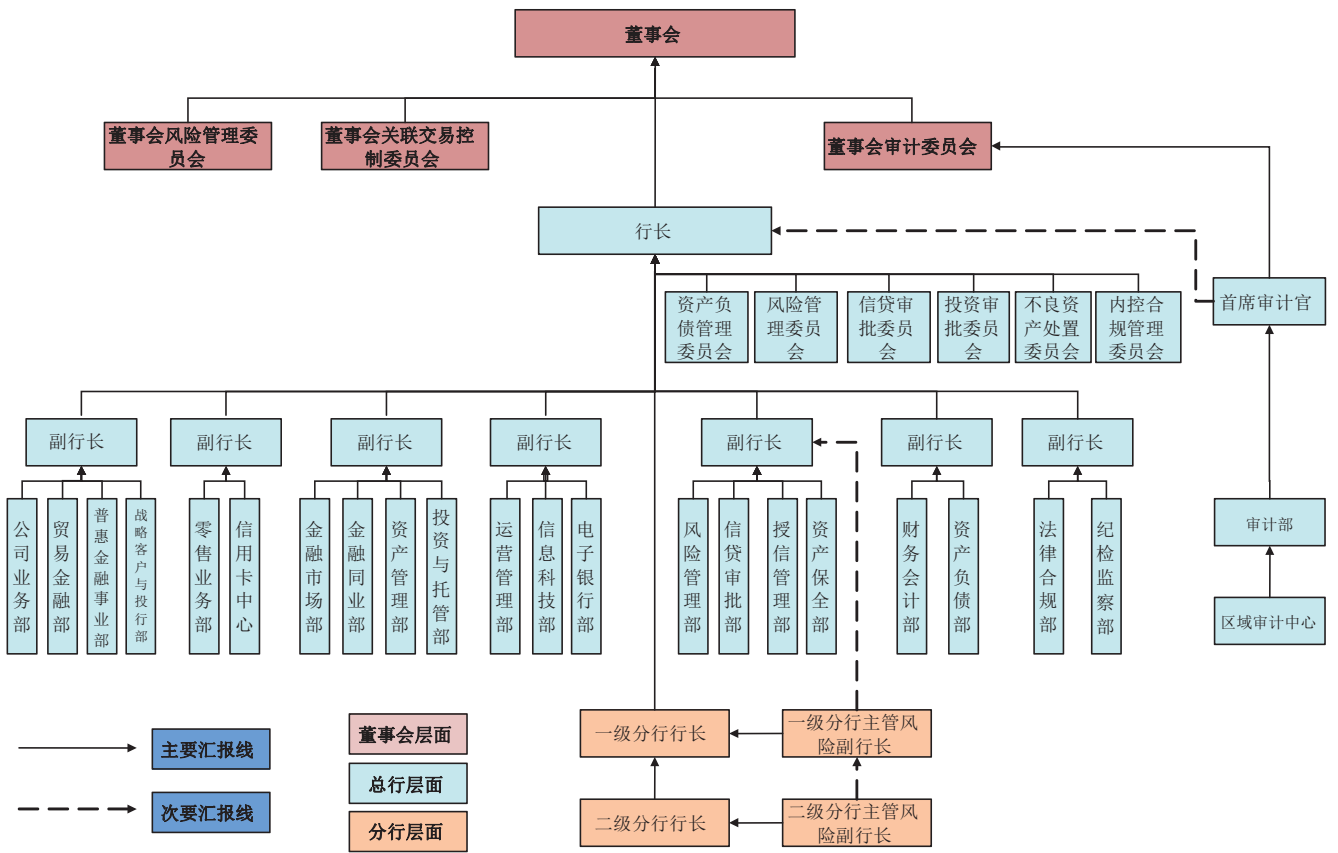 董事会
董事会风险管理委
员会
董事会关联交易控
制委员会
董事会审计委员会
行长
资产负
债管理
委员会
风险管
理委员
会
信贷审
批委员
会
投资审
批委员
会
不良资
产处置
委员会
内控合
规管理
委员会
首席审计官
副行长
副行长
副行长
副行长
副行长
副行长
副行长
公司业务部
贸易金融部
普惠金融事业部
战略客户与投行部
零售业务部
信用卡中心
金融市场部
金融同业部
资产管理部
投资与托管部
运营管理部
信息科技部
电子银行部
风险管理部
信贷审批部
授信管理部
资产保全部
财务会计部
资产负债部
法律合规部
纪检监察部
审计部
区域审计中心
一级分行行长
一级分行主管风
险副行长
二级分行行长
二级分行主管风
险副行长
主要汇报线
次要汇报线
董事会层面
总行层面
分行层面